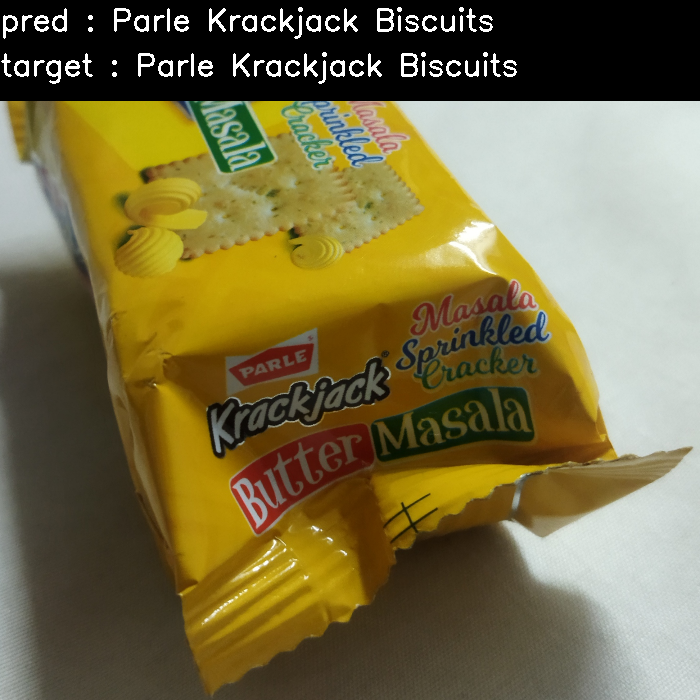 pred : Parle Krackjack Biscuits
target : Parle Krackjack Biscuits
Masala
Masala
Sprinkled
Cracker
PARLE
Krackjack
Butter Masala
Masala
Sprinkled
Cracker